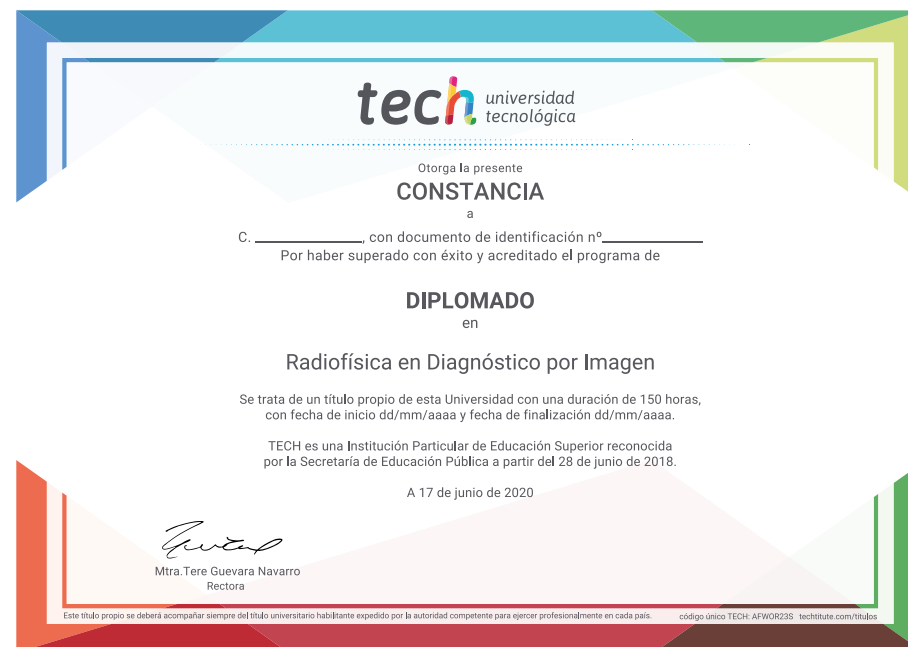 tech universidad
tecnológica
Otorga la presente
CONSTANCIA
a
C. ____________, con documento de identificación nº____________
Por haber superado con éxito y acreditado el programa de
DIPLOMADO
en
Radiofísica en Diagnóstico por Imagen
Se trata de un título propio de esta Universidad con una duración de 150 horas,
con fecha de inicio dd/mm/aaaa y fecha de finalización dd/mm/aaaa.
TECH es una Institución Particular de Educación Superior reconocida
por la Secretaría de Educación Pública a partir del 28 de junio de 2018.
A 17 de junio de 2020
Mtra.Tere Guevara Navarro
Rectora
Este título propio se deberá acompañar siempre del título universitario habilitante expedido por la autoridad competente para ejercer profesionalmente en cada país. código único TECH: AFWOR23S techtitute.com/titulos